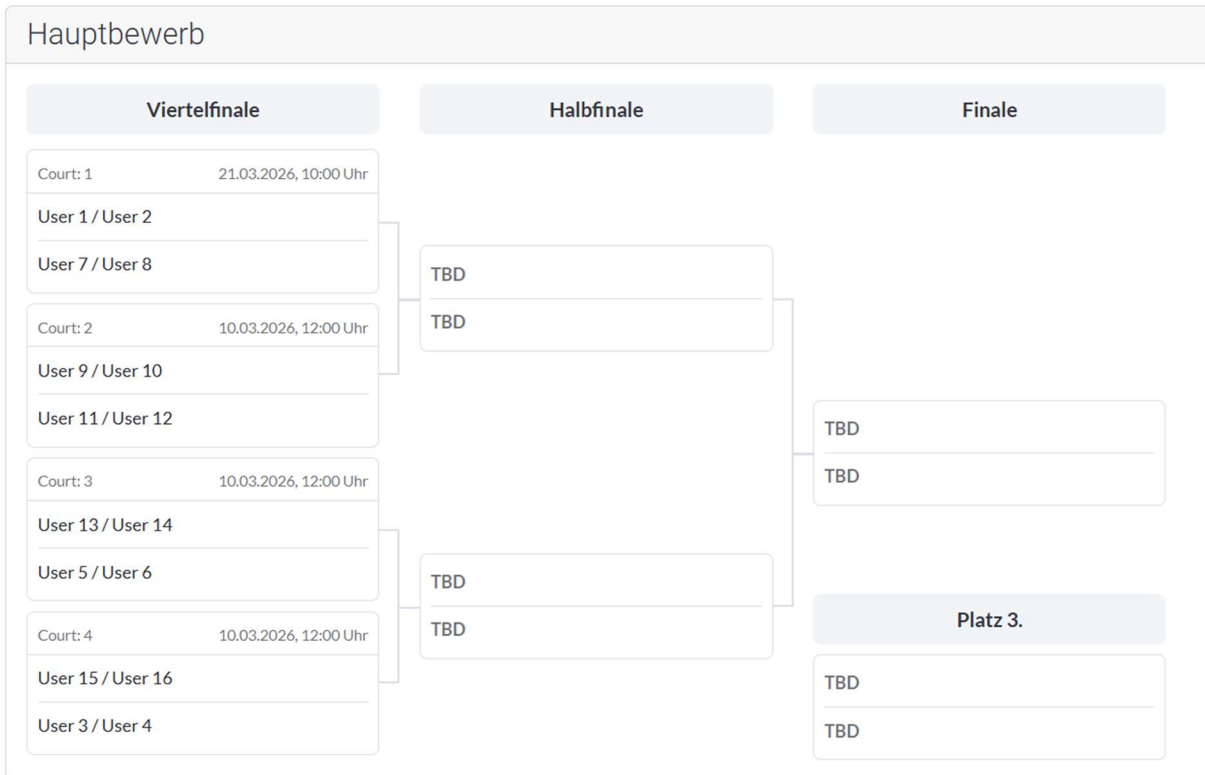 Hauptbewerb
Viertelfinale
Court: 1 21.03.2026, 10:00 Uhr
User 1 / User 2
User 7 / User 8
Court: 2 10.03.2026, 12:00 Uhr
User 9 / User 10
User 11 / User 12
Court: 3 10.03.2026, 12:00 Uhr
User 13 / User 14
User 5 / User 6
Court: 4 10.03.2026, 12:00 Uhr
User 15 / User 16
User 3 / User 4
Halbfinale
TBD
TBD
TBD
TBD
Finale
TBD
TBD
Platz 3.
TBD
TBD